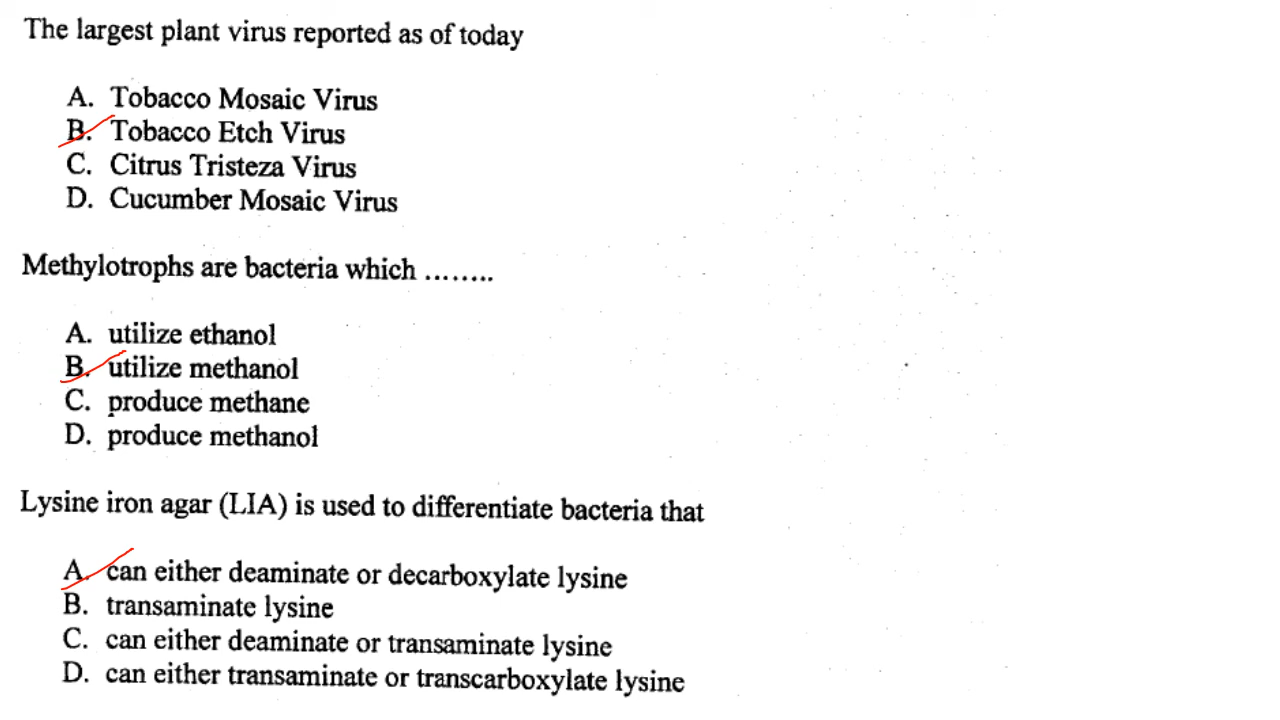 The largest plant virus reported as of today
A. Tobacco Mosaic Virus
B. Tobacco Etch Virus
C. Citrus Tristeza Virus
D. Cucumber Mosaic Virus
Methylotrophs are bacteria which ........
A. utilize ethanol
B. utilize methanol
C. produce methane
D. produce methanol
Lysine iron agar (LIA) is used to differentiate bacteria that
A. can either deaminate or decarboxylate lysine
B. transaminate lysine
C. can either deaminate or transaminate lysine
D. can either transaminate or transcarboxylate lysine